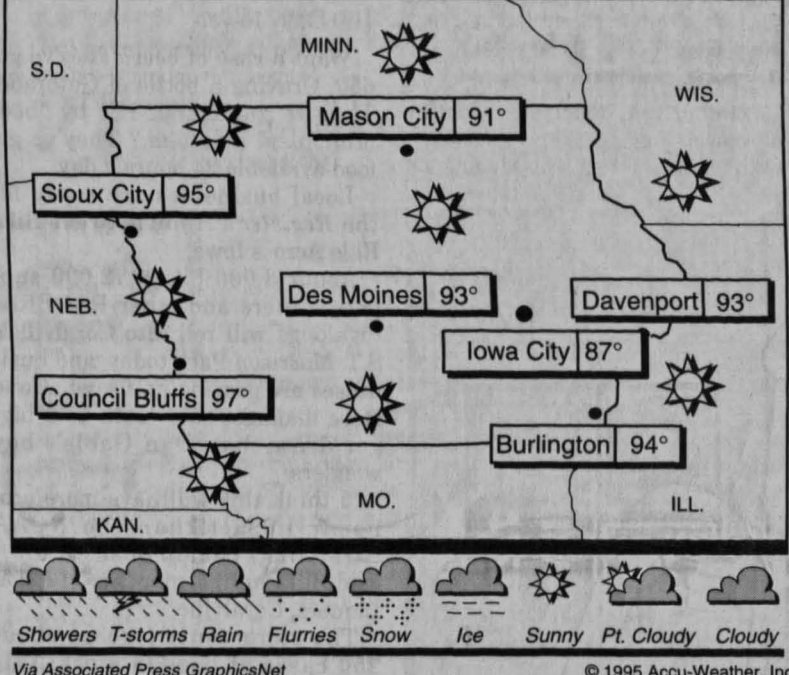 MINN.
S.D.
WIS.
Mason City 91°
Sioux City 95°
NEB.
Des Moines 93°
Davenport 93°
Iowa City 87°
Council Bluffs 97°
Burlington 94°
MO.
ILL.
KAN.
Showers T-storms Rain Flurries Snow Ice Sunny Pt. Cloudy Cloudy
Via Associated Press GraphicsNet © 1995 Accu-Weather, Inc